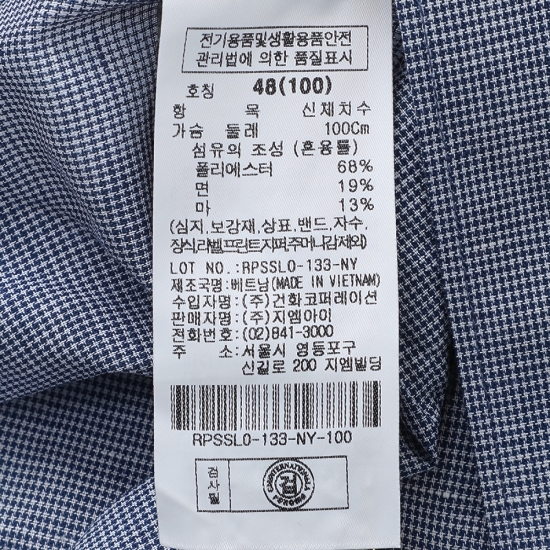 전기용품및생활용품안전
관리법에 의한 품질표시
호칭 48(100)
항 목 신체치수
가슴 둘레 100Cm
섬유의 조성 (혼용률)
폴리에스터 68%
면 19%
마 13%
(심지,보강재,상표,밴드,자수,
장식,라벨,프린트,지퍼,주머니감제외)
LOT NO.:RPSSL0-133-NY
제조국명:베트남(MADE IN VIETNAM)
수입자명:(주)건화코퍼레이션
판매자명:(주)지엠아이
전화번호:(02)841-3000
주 소:서울시 영등포구
신길로 200 지엠빌딩
RPSSL0-133-NY-100
검사필
INTERNATIONAL
검